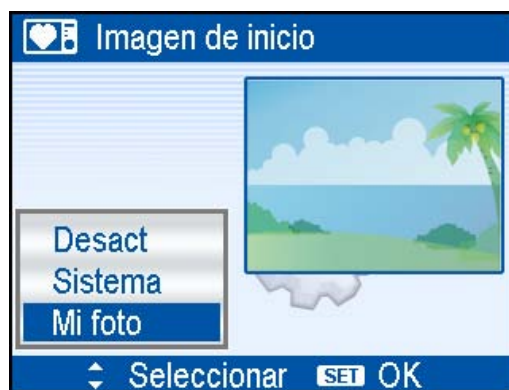 Imagen de inicio
Desact
Sistema
Mi foto
Seleccionar SET OK